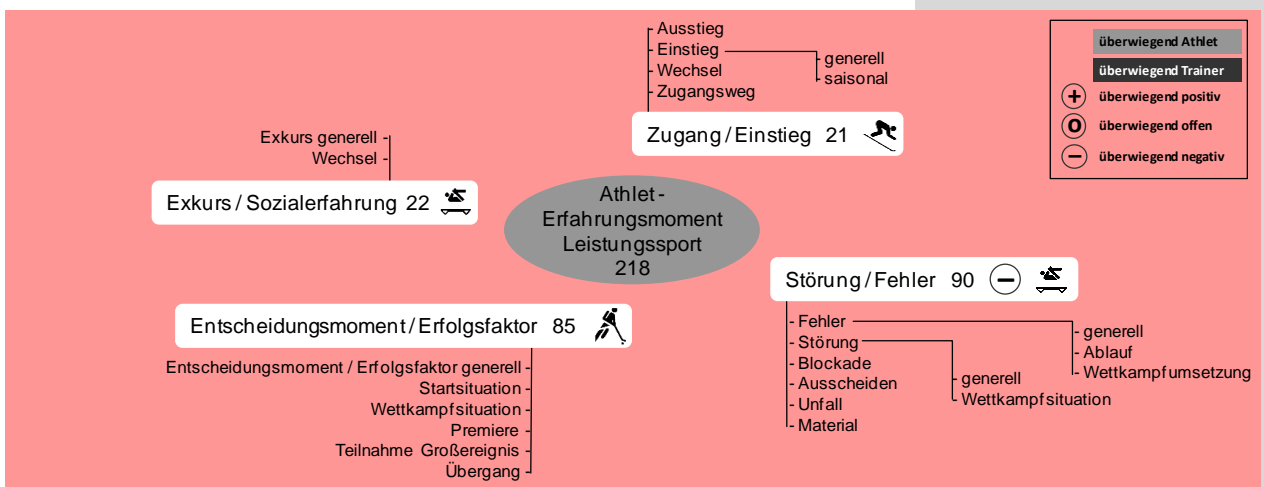 Ausstieg
Einstieg
Wechsel
Zugangsweg
generell
saisonal
Zugang / Einstieg 21
überwiegend Athlet
überwiegend Trainer
+ überwiegend positiv
O überwiegend offen
− überwiegend negativ
Exkurs generell
Wechsel
Exkurs / Sozialerfahrung 22
Athlet -
Erfahrungsmoment
Leistungssport
218
Störung / Fehler 90 −
- Fehler
- Störung
- Blockade
- Ausscheiden
- Unfall
- Material
- generell
- Wettkampfsituation
- generell
- Ablauf
- Wettkampfumsetzung
Entscheidungsmoment / Erfolgsfaktor 85
Entscheidungsmoment / Erfolgsfaktor generell -
Startsituation -
Wettkampfsituation -
Premiere -
Teilnahme Großereignis -
Übergang -